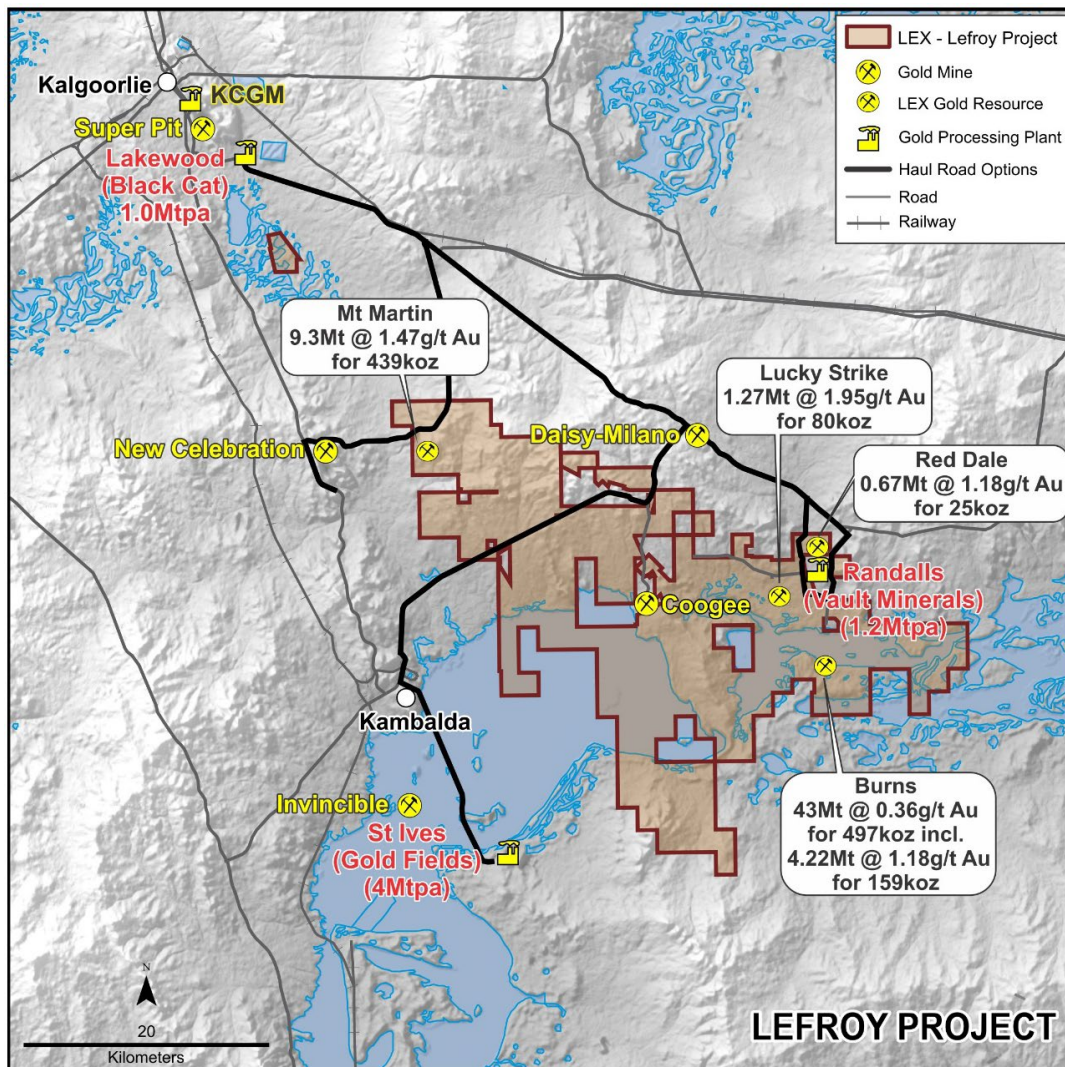 LEX - Lefroy Project
Gold Mine
LEX Gold Resource
Gold Processing Plant
Haul Road Options
Road
Railway
Kalgoorlie
KCGM
Super Pit
Lakewood
(Black Cat)
1.0Mtpa
Mt Martin
9.3Mt @ 1.47g/t Au
for 439koz
Lucky Strike
1.27Mt @ 1.95g/t Au
for 80koz
New Celebration
Daisy-Milano
Red Dale
0.67Mt @ 1.18g/t Au
for 25koz
Randalls
(Vault Minerals)
(1.2Mtpa)
Coogee
Kambalda
Invincible
St Ives
(Gold Fields)
(4Mtpa)
Burns
43Mt @ 0.36g/t Au
for 497koz incl.
4.22Mt @ 1.18g/t Au
for 159koz
N
20
Kilometers
LEFROY PROJECT